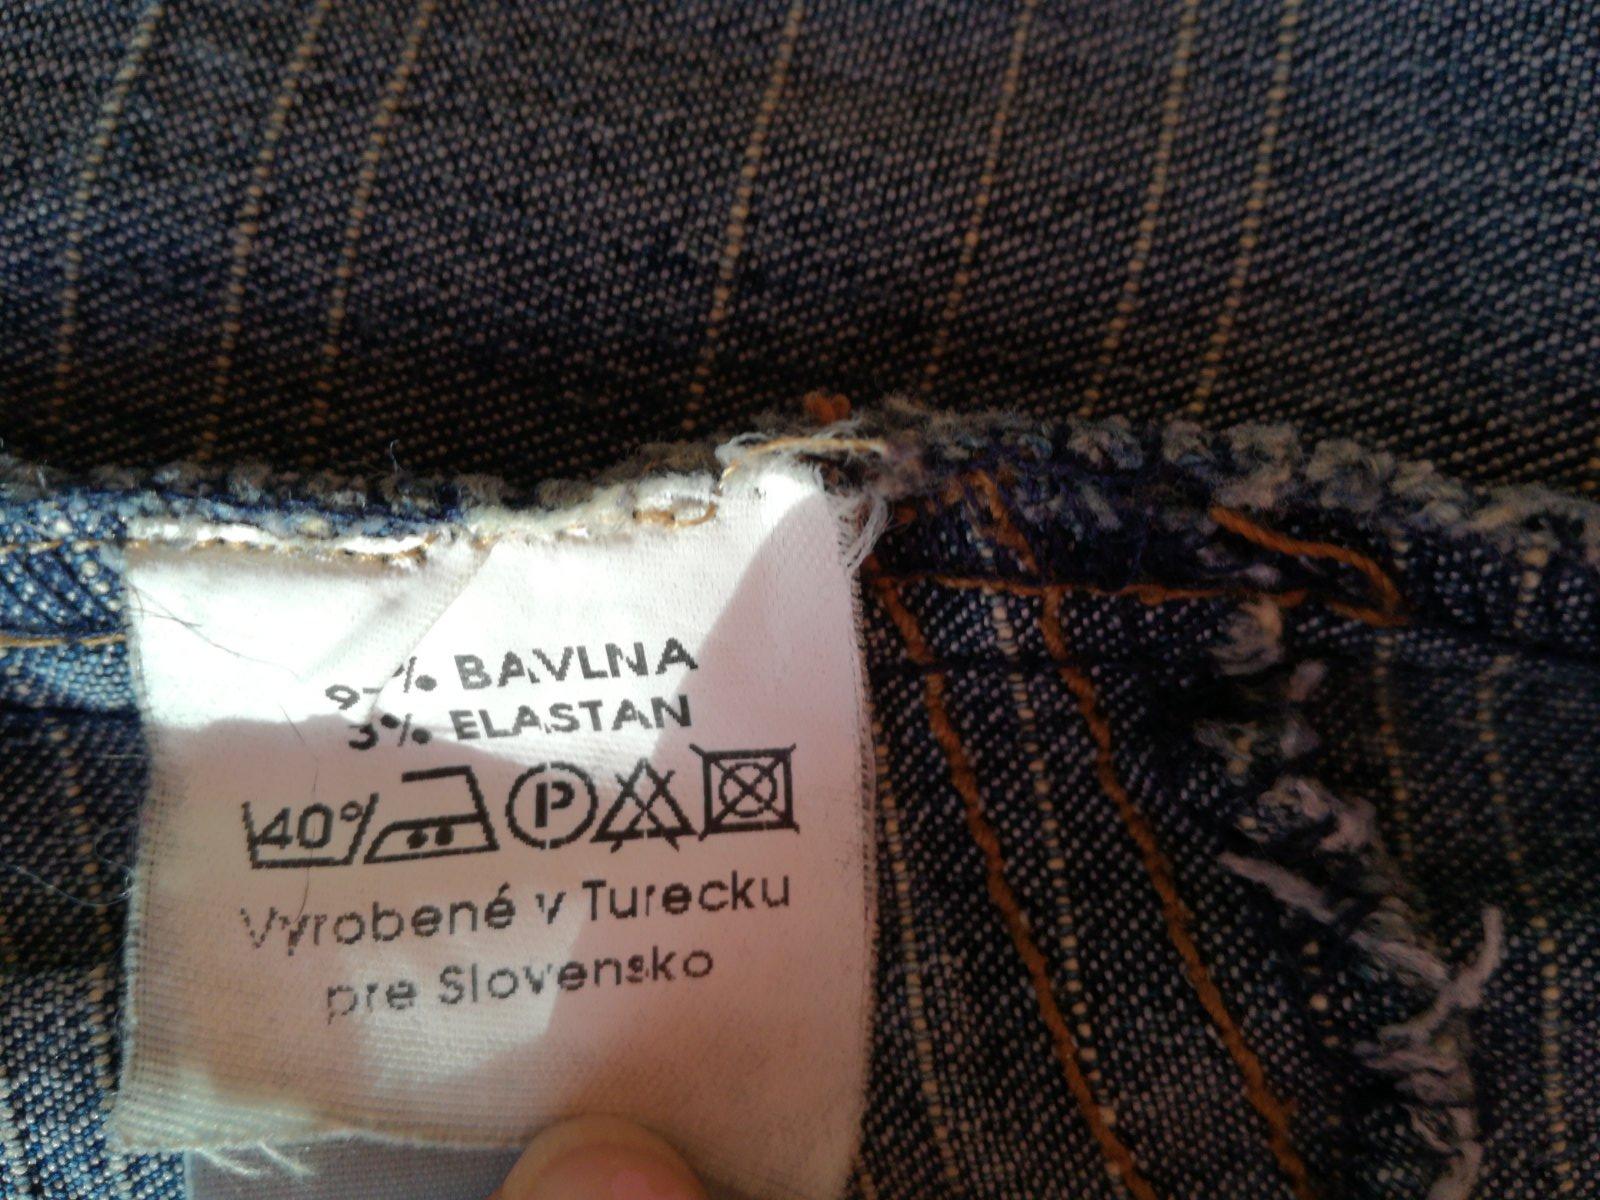 % BAVLNA
3% ELASTAN
40° P
Vyrobené v Turecku
pre Slovensko